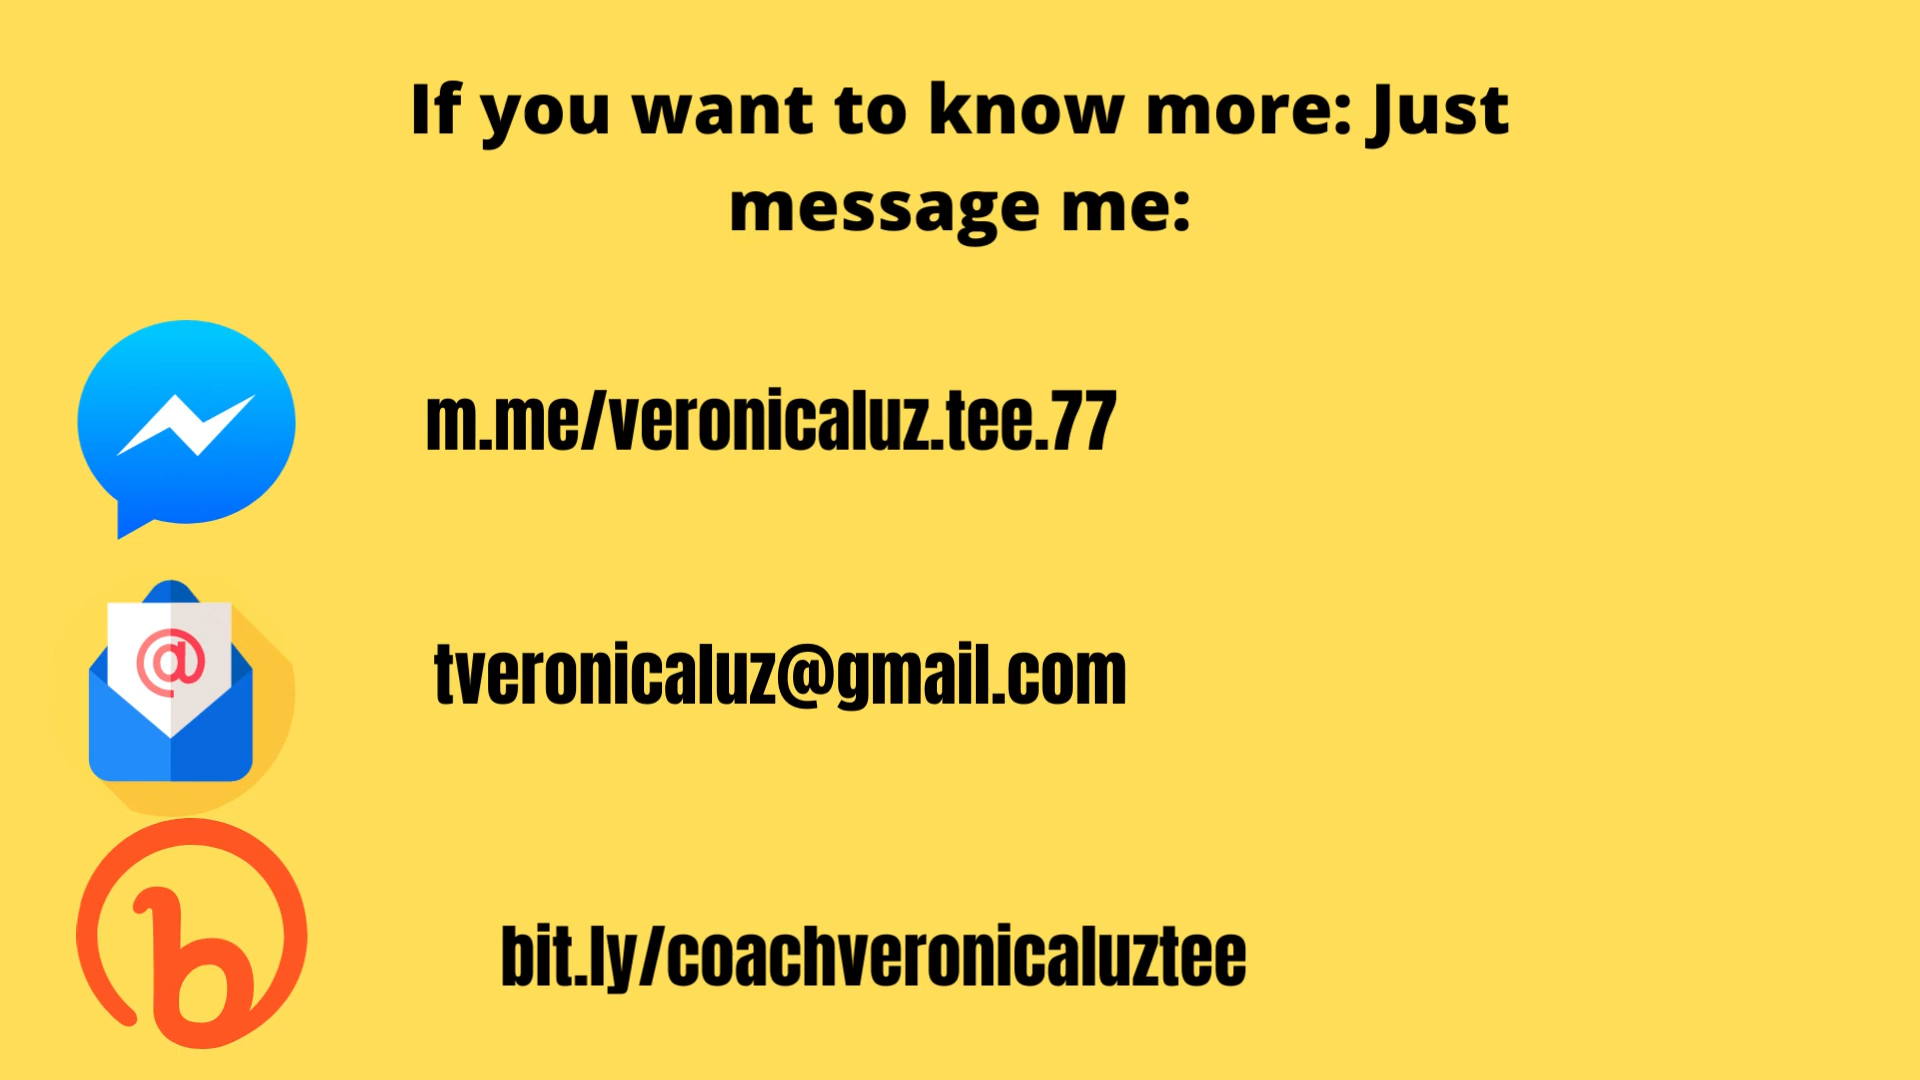 If you want to know more: Just
message me:
m.me/veronicaluz.tee.77
@
tveronicaluz@gmail.com
b
bit.ly/coachveronicaluztee